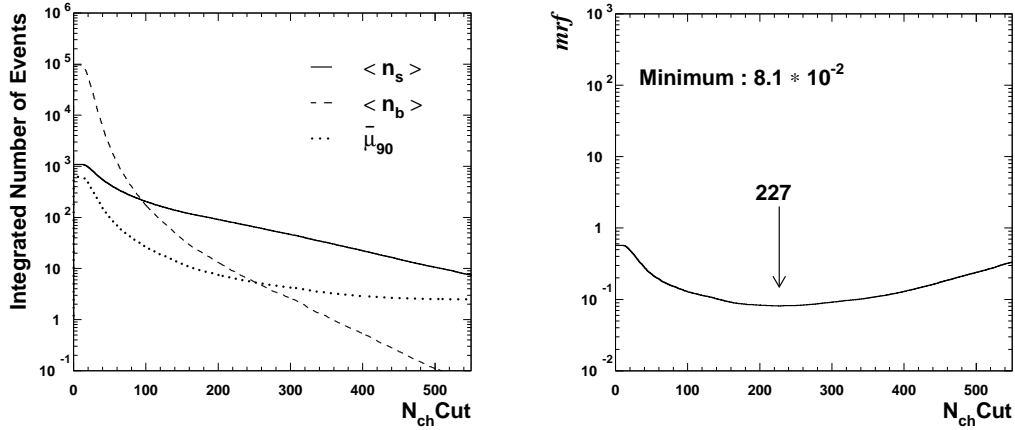 Integrated Number of Events
10^6
10^5
10^4
10^3
10^2
10
1
10^-1
0 100 200 300 400 500
N_ch Cut
< n_s >
< n_b >
μ̄_90
mrf
10^3
10^2
10
1
10^-1
10^-2
0 100 200 300 400 500
N_ch Cut
Minimum : 8.1 * 10^-2
227